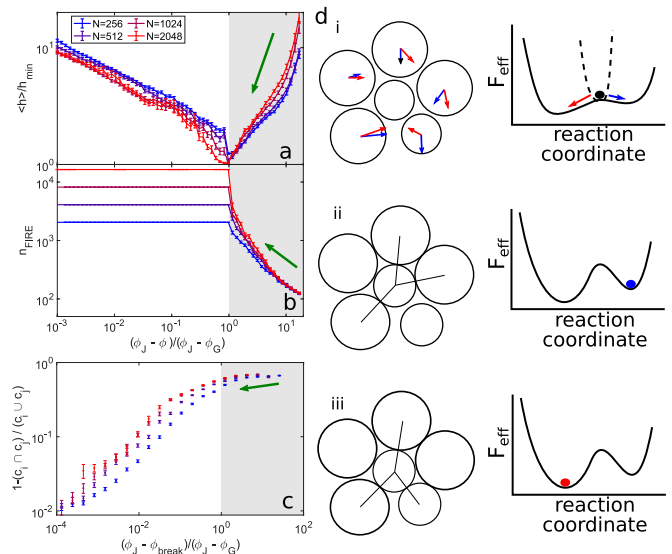 N=256 N=1024
N=512 N=2048
<h>/h_min
10^1
10^0
a
n_FIRE
10^4
10^3
10^2
b
10^-3 10^-2 10^-1 10^0 10^1
(ϕ_J - ϕ)/(ϕ_J - ϕ_G)
1-(c_i ∩ c_j) / (c_i ∪ c_j)
10^0
10^-1
10^-2
c
10^-4 10^-2 10^0 10^2
(ϕ_J - ϕ_break)/(ϕ_J - ϕ_G)
d
i
F_eff
reaction
coordinate
ii
F_eff
reaction
coordinate
iii
F_eff
reaction
coordinate